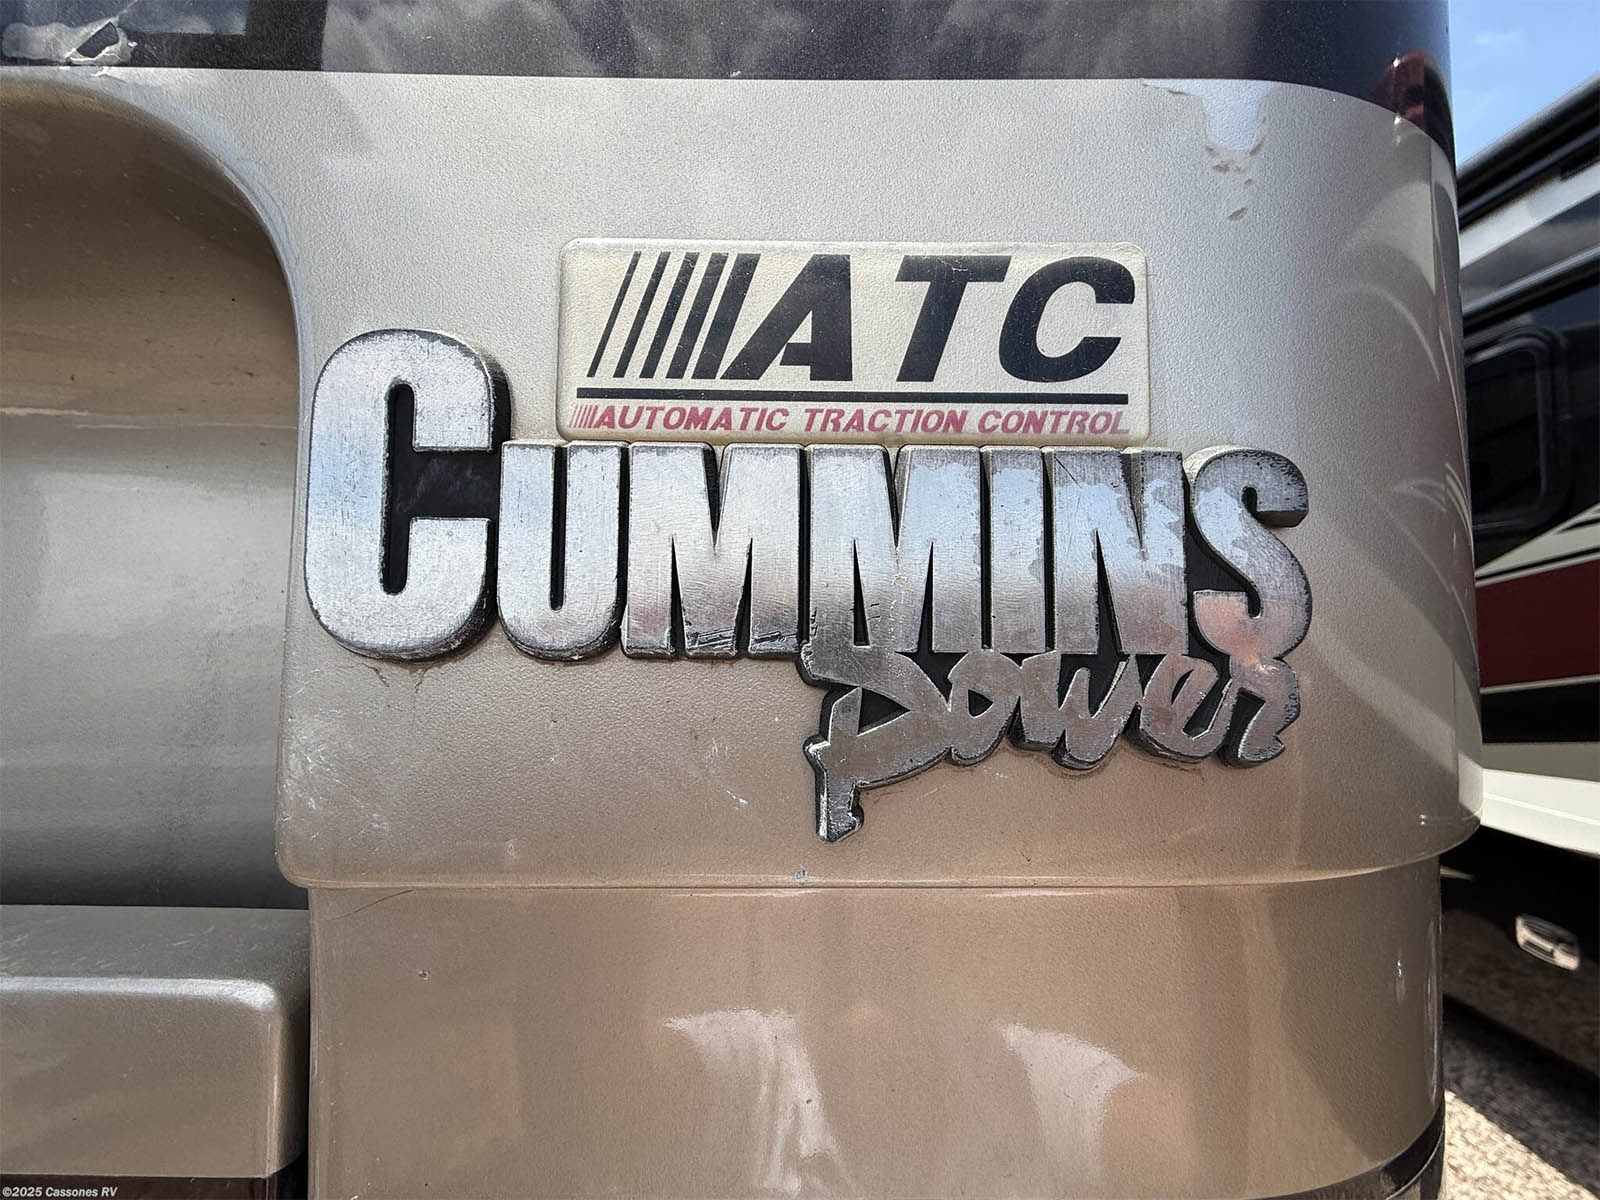 ATC
AUTOMATIC TRACTION CONTROL
CUMMINS
Power
©2025 Cassones RV